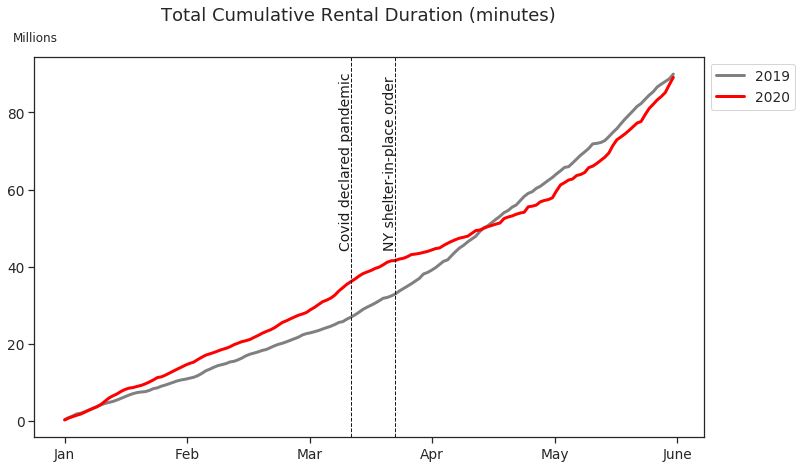 Total Cumulative Rental Duration (minutes)
Millions
2019
2020
Covid declared pandemic
NY shelter-in-place order
80
60
40
20
0
Jan
Feb
Mar
Apr
May
June